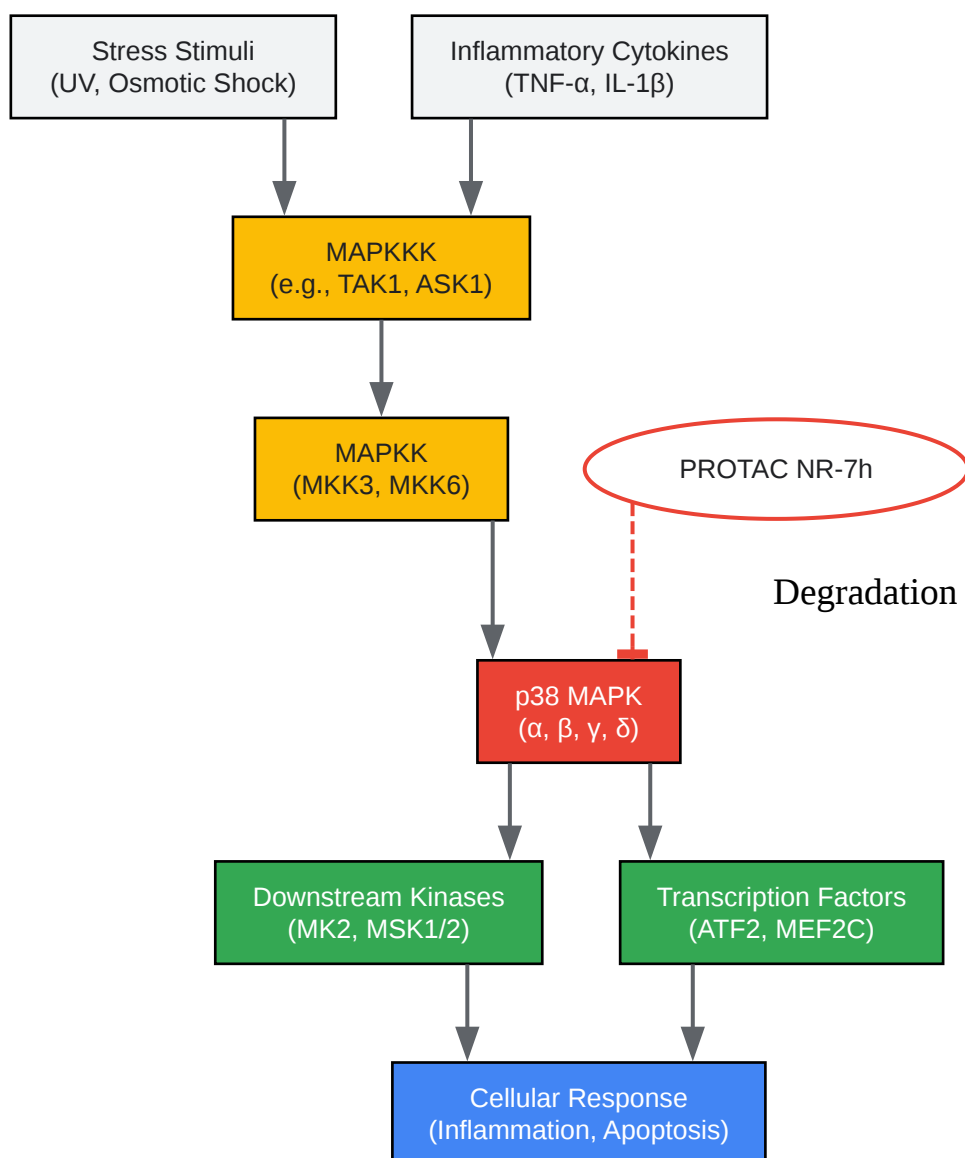 Stress Stimuli
(UV, Osmotic Shock)
Inflammatory Cytokines
(TNF-α, IL-1β)
MAPKKK
(e.g., TAK1, ASK1)
MAPKK
(MKK3, MKK6)
PROTAC NR-7h
Degradation
p38 MAPK
(α, β, γ, δ)
Downstream Kinases
(MK2, MSK1/2)
Transcription Factors
(ATF2, MEF2C)
Cellular Response
(Inflammation, Apoptosis)